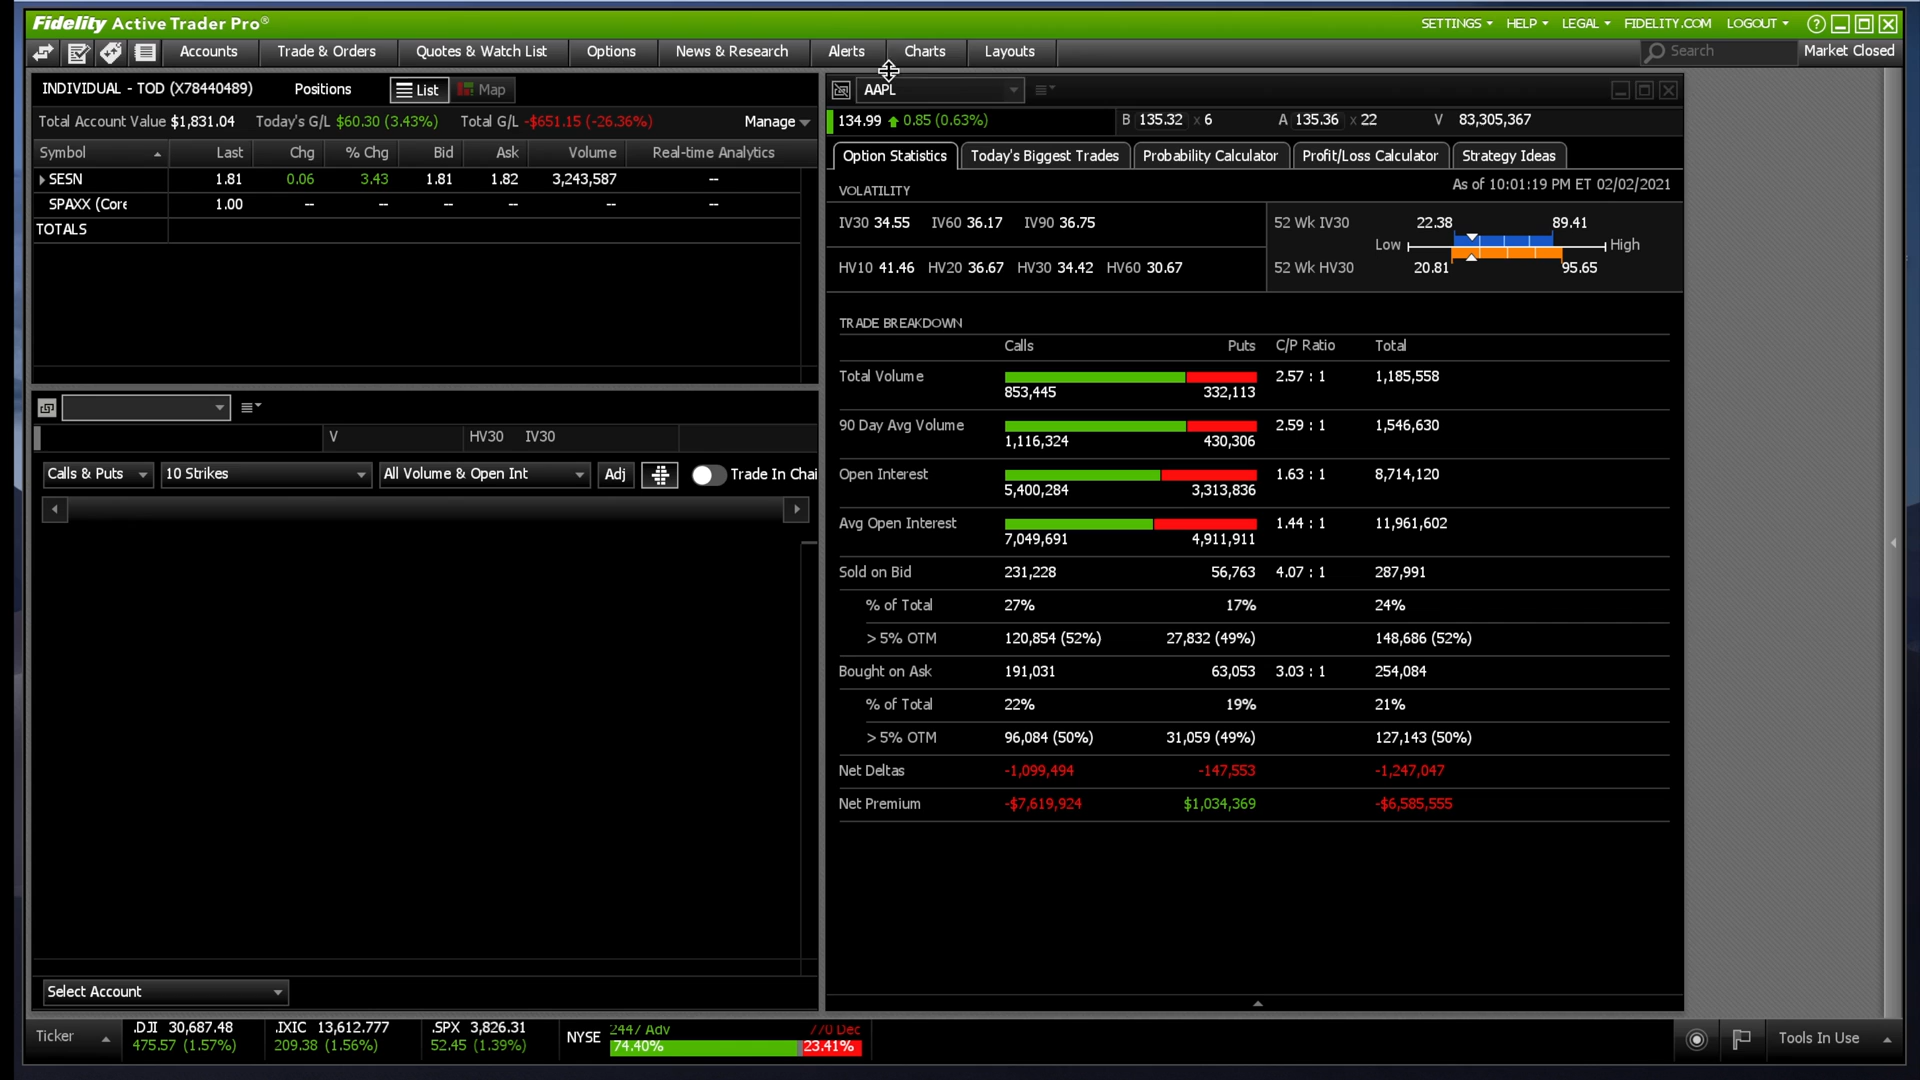 Fidelity Active Trader Pro®
SETTINGS HELP LEGAL FIDELITY.COM LOGOUT ?
Accounts Trade & Orders Quotes & Watch List Options News & Research Alerts Charts Layouts Search Market Closed
INDIVIDUAL - TOD (X78440489) Positions List Map
Total Account Value $1,831.04 Today's G/L $60.30 (3.43%) Total G/L -$651.15 (-26.36%) Manage
Symbol Last Chg % Chg Bid Ask Volume Real-time Analytics
SESN 1.81 0.06 3.43 1.81 1.82 3,243,587 --
SPAXX (Core 1.00 -- -- -- -- -- --
TOTALS
V HV30 IV30
Calls & Puts 10 Strikes All Volume & Open Int Adj Trade In Chai
Select Account
AAPL
134.99 0.85 (0.63%) B 135.32 x 6 A 135.36 x 22 V 83,305,367
Option Statistics Today's Biggest Trades Probability Calculator Profit/Loss Calculator Strategy Ideas
VOLATILITY As of 10:01:19 PM ET 02/02/2021
IV30 34.55 IV60 36.17 IV90 36.75 52 Wk IV30 22.38 89.41
Low High
HV10 41.46 HV20 36.67 HV30 34.42 HV60 30.67 52 Wk HV30 20.81 95.65
TRADE BREAKDOWN
Calls Puts C/P Ratio Total
Total Volume 2.57 : 1 1,185,558
853,445 332,113
90 Day Avg Volume 2.59 : 1 1,546,630
1,116,324 430,306
Open Interest 1.63 : 1 8,714,120
5,400,284 3,313,836
Avg Open Interest 1.44 : 1 11,961,602
7,049,691 4,911,911
Sold on Bid 231,228 56,763 4.07 : 1 287,991
% of Total 27% 17% 24%
> 5% OTM 120,854 (52%) 27,832 (49%) 148,686 (52%)
Bought on Ask 191,031 63,053 3.03 : 1 254,084
% of Total 22% 19% 21%
> 5% OTM 96,084 (50%) 31,059 (49%) 127,143 (50%)
Net Deltas -1,099,494 -147,553 -1,247,047
Net Premium -$7,619,924 $1,034,369 -$6,585,555
Ticker .DJI 30,687.48 .IXIC 13,612.777 .SPX 3,826.31 NYSE 2447 Adv 770 Dec
475.57 (1.57%) 209.38 (1.56%) 52.45 (1.39%) 74.40% 23.41%
Tools In Use